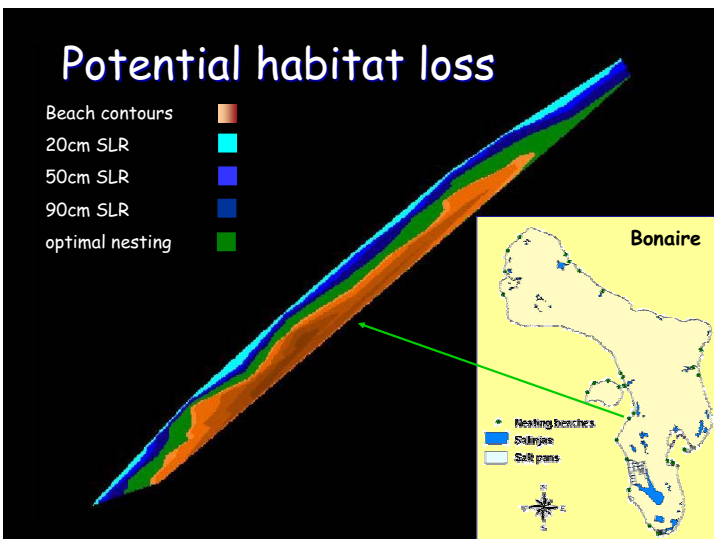 Potential habitat loss
Beach contours
20cm SLR
50cm SLR
90cm SLR
optimal nesting
Bonaire
Nesting beaches
Salinjas
Salt pans